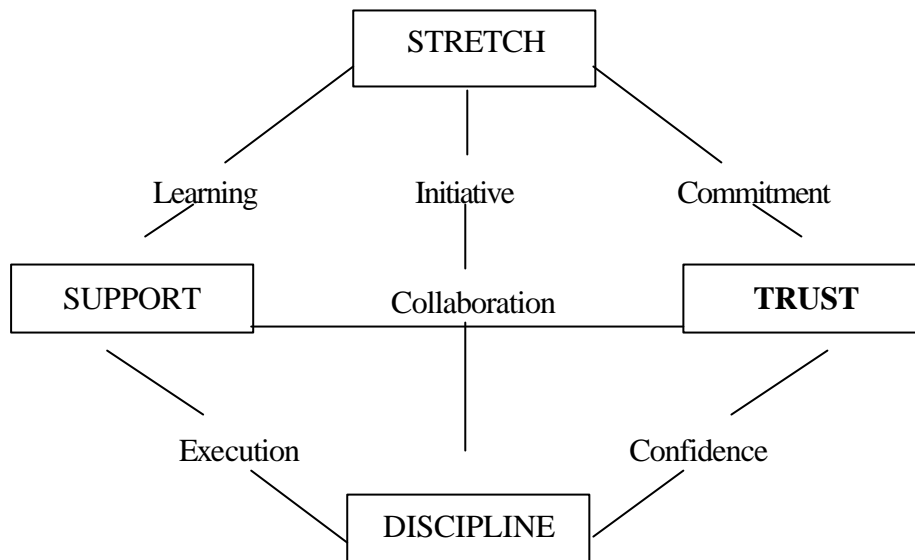 STRETCH
Learning Initiative Commitment
SUPPORT Collaboration TRUST
Execution Confidence
DISCIPLINE